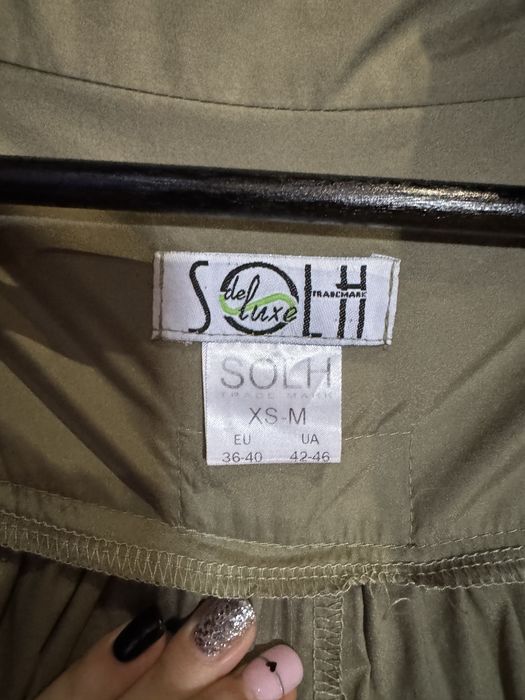 SOLH
de luxe
TRADEMARK
SOLH
TRADE MARK
XS-M
EU UA
36-40 42-46